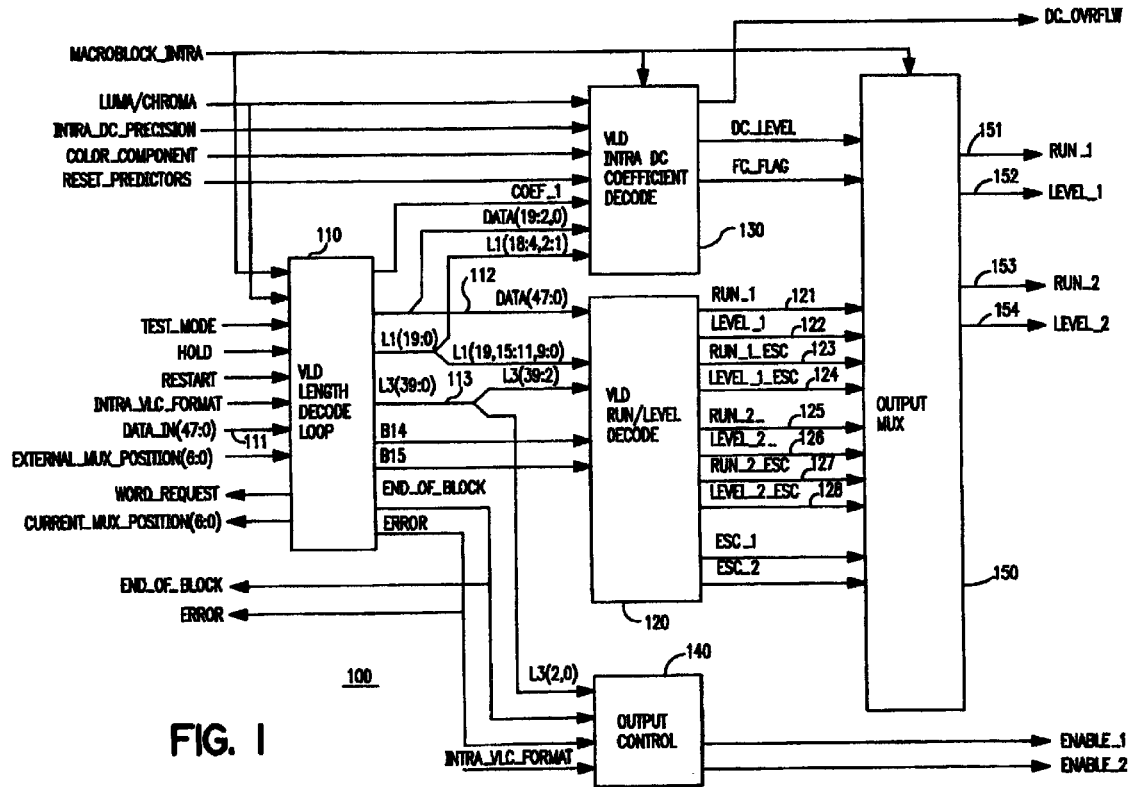 DC_OVRFLW
MACROBLOCK_INTRA
LUMA/CHROMA
INTRA_DC_PRECISION
COLOR_COMPONENT
RESET_PREDICTORS
COEF_1
DATA(19:2,0)
L1(18:4,2:1)
VLD
INTRA DC
COEFFICIENT
DECODE
130
DC_LEVEL
FC_FLAG
151
RUN_1
152
LEVEL_1
153
RUN_2
154
LEVEL_2
110
112
DATA(47:0)
L1(19:0)
L1(19,15:11,9:0)
L3(39:0)
113
L3(39:2)
B14
B15
END_OF_BLOCK
ERROR
TEST_MODE
HOLD
RESTART
INTRA_VLC_FORMAT
DATA_IN(47:0)
111
EXTERNAL_MUX_POSITION(6:0)
WORD_REQUEST
CURRENT_MUX_POSITION(6:0)
VLD
LENGTH
DECODE
LOOP
VLD
RUN/LEVEL
DECODE
120
RUN_1
121
LEVEL_1
122
RUN_1_ESC
123
LEVEL_1_ESC
124
RUN_2_
125
LEVEL_2_
126
RUN_2_ESC
127
LEVEL_2_ESC
128
ESC_1
ESC_2
OUTPUT
MUX
150
END_OF_BLOCK
ERROR
L3(2,0)
140
OUTPUT
CONTROL
INTRA_VLC_FORMAT
ENABLE_1
ENABLE_2
100
FIG. 1